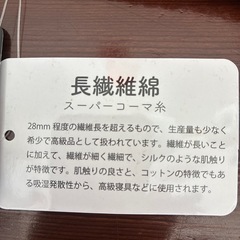 長繊維綿
スーパーコーマ糸
28mm 程度の繊維長を超えるもので、生産量も少なく
希少で高級品として扱われています。繊維が長いこと
に加えて、繊維が細く繊細で、シルクのような肌触り
が特徴です。肌触りの良さと、コットンの特徴でもあ
る吸湿発散性から、高級寝具などに使用されます。